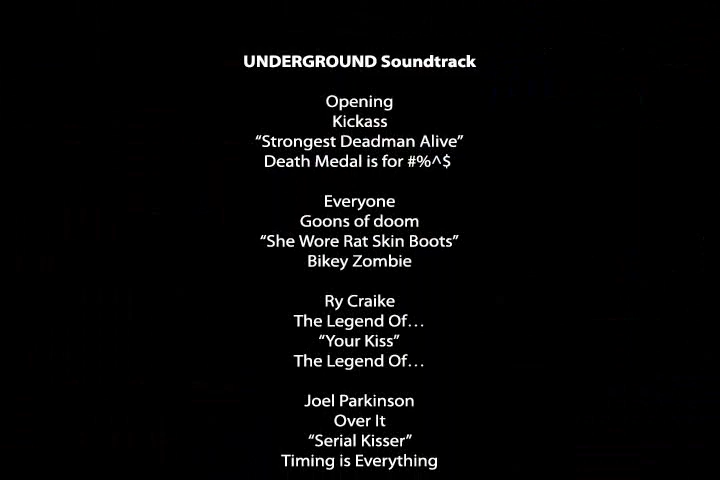 UNDERGROUND Soundtrack
Opening
Kickass
“Strongest Deadman Alive”
Death Medal is for #%^$
Everyone
Goons of doom
“She Wore Rat Skin Boots”
Bikey Zombie
Ry Craike
The Legend Of…
“Your Kiss”
The Legend Of…
Joel Parkinson
Over It
“Serial Kisser”
Timing is Everything